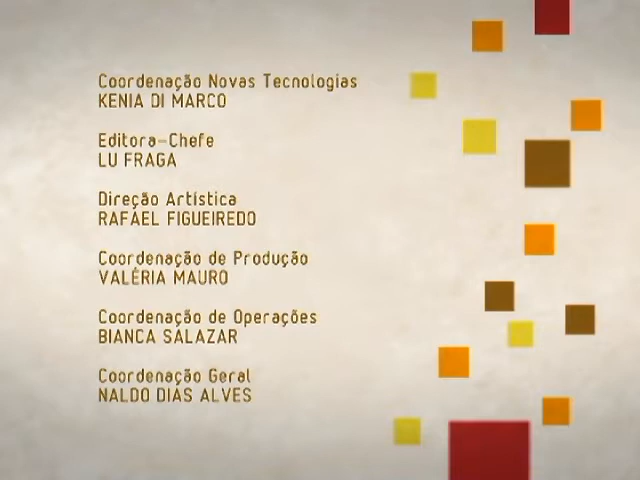 Coordenação Novas Tecnologias
KENIA DI MARCO
Editora-Chefe
LU FRAGA
Direção Artística
RAFAEL FIGUEIREDO
Coordenação de Produção
VALÉRIA MAURO
Coordenação de Operações
BIANCA SALAZAR
Coordenação Geral
NALDO DIAS ALVES